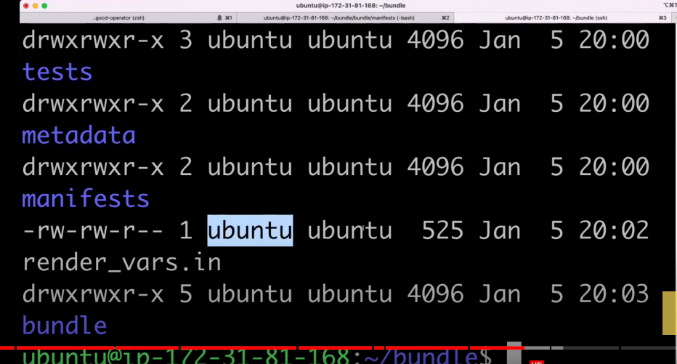 ubuntu@ip-172-31-81-168: ~/bundle
..gocd-operator (zsh) ⌘1 ubuntu@ip-172-31-81-168: ~/bundle/bundle/manifests (-bash) ⌘2 ubuntu@ip-172-31-81-168: ~/bundle (ssh) ⌘3
drwxrwxr-x 3 ubuntu ubuntu 4096 Jan 5 20:00
tests
drwxrwxr-x 2 ubuntu ubuntu 4096 Jan 5 20:00
metadata
drwxrwxr-x 2 ubuntu ubuntu 4096 Jan 5 20:00
manifests
-rw-rw-r-- 1 ubuntu ubuntu 525 Jan 5 20:02
render_vars.in
drwxrwxr-x 5 ubuntu ubuntu 4096 Jan 5 20:03
bundle
ubuntu@ip-172-31-81-168:~/bundle$